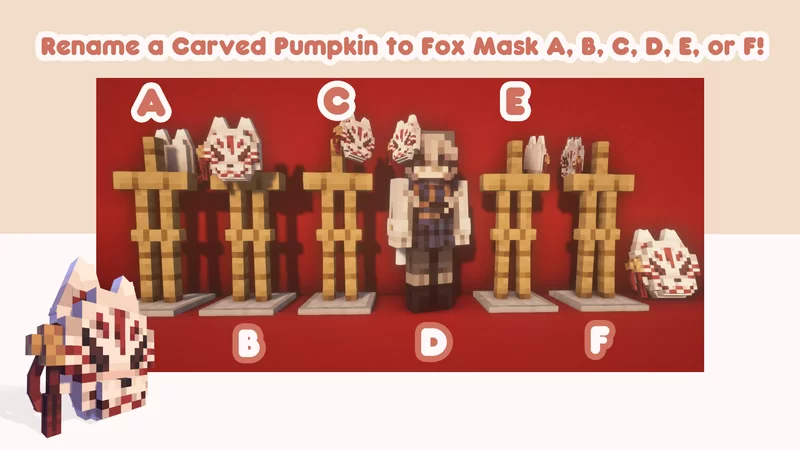 Rename a Carved Pumpkin to Fox Mask A, B, C, D, E, or F!
A
C
E
B
D
F